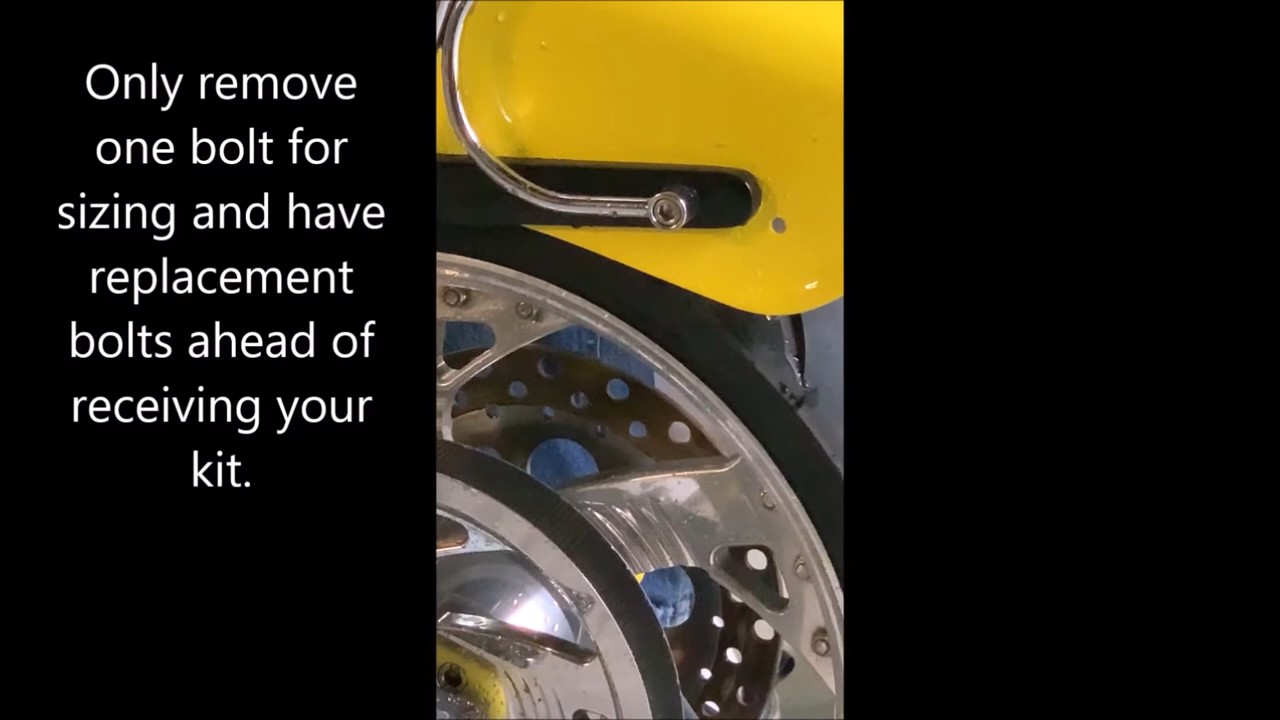 Only remove
one bolt for
sizing and have
replacement
bolts ahead of
receiving your
kit.